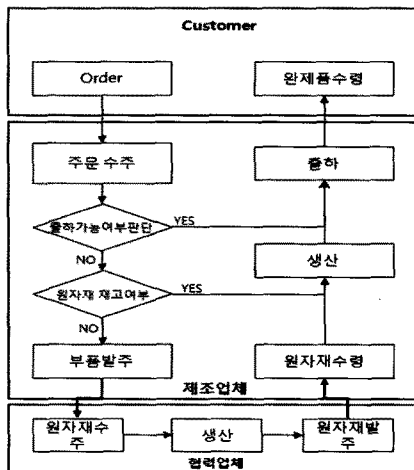 Customer
Order
완제품수령
주문 수주
출하
출하가능여부판단
YES
생산
NO
원자재 재고여부
YES
NO
부품발주
원자재수령
제조업체
원자재수
주
생산
원자재발
주
협력업체